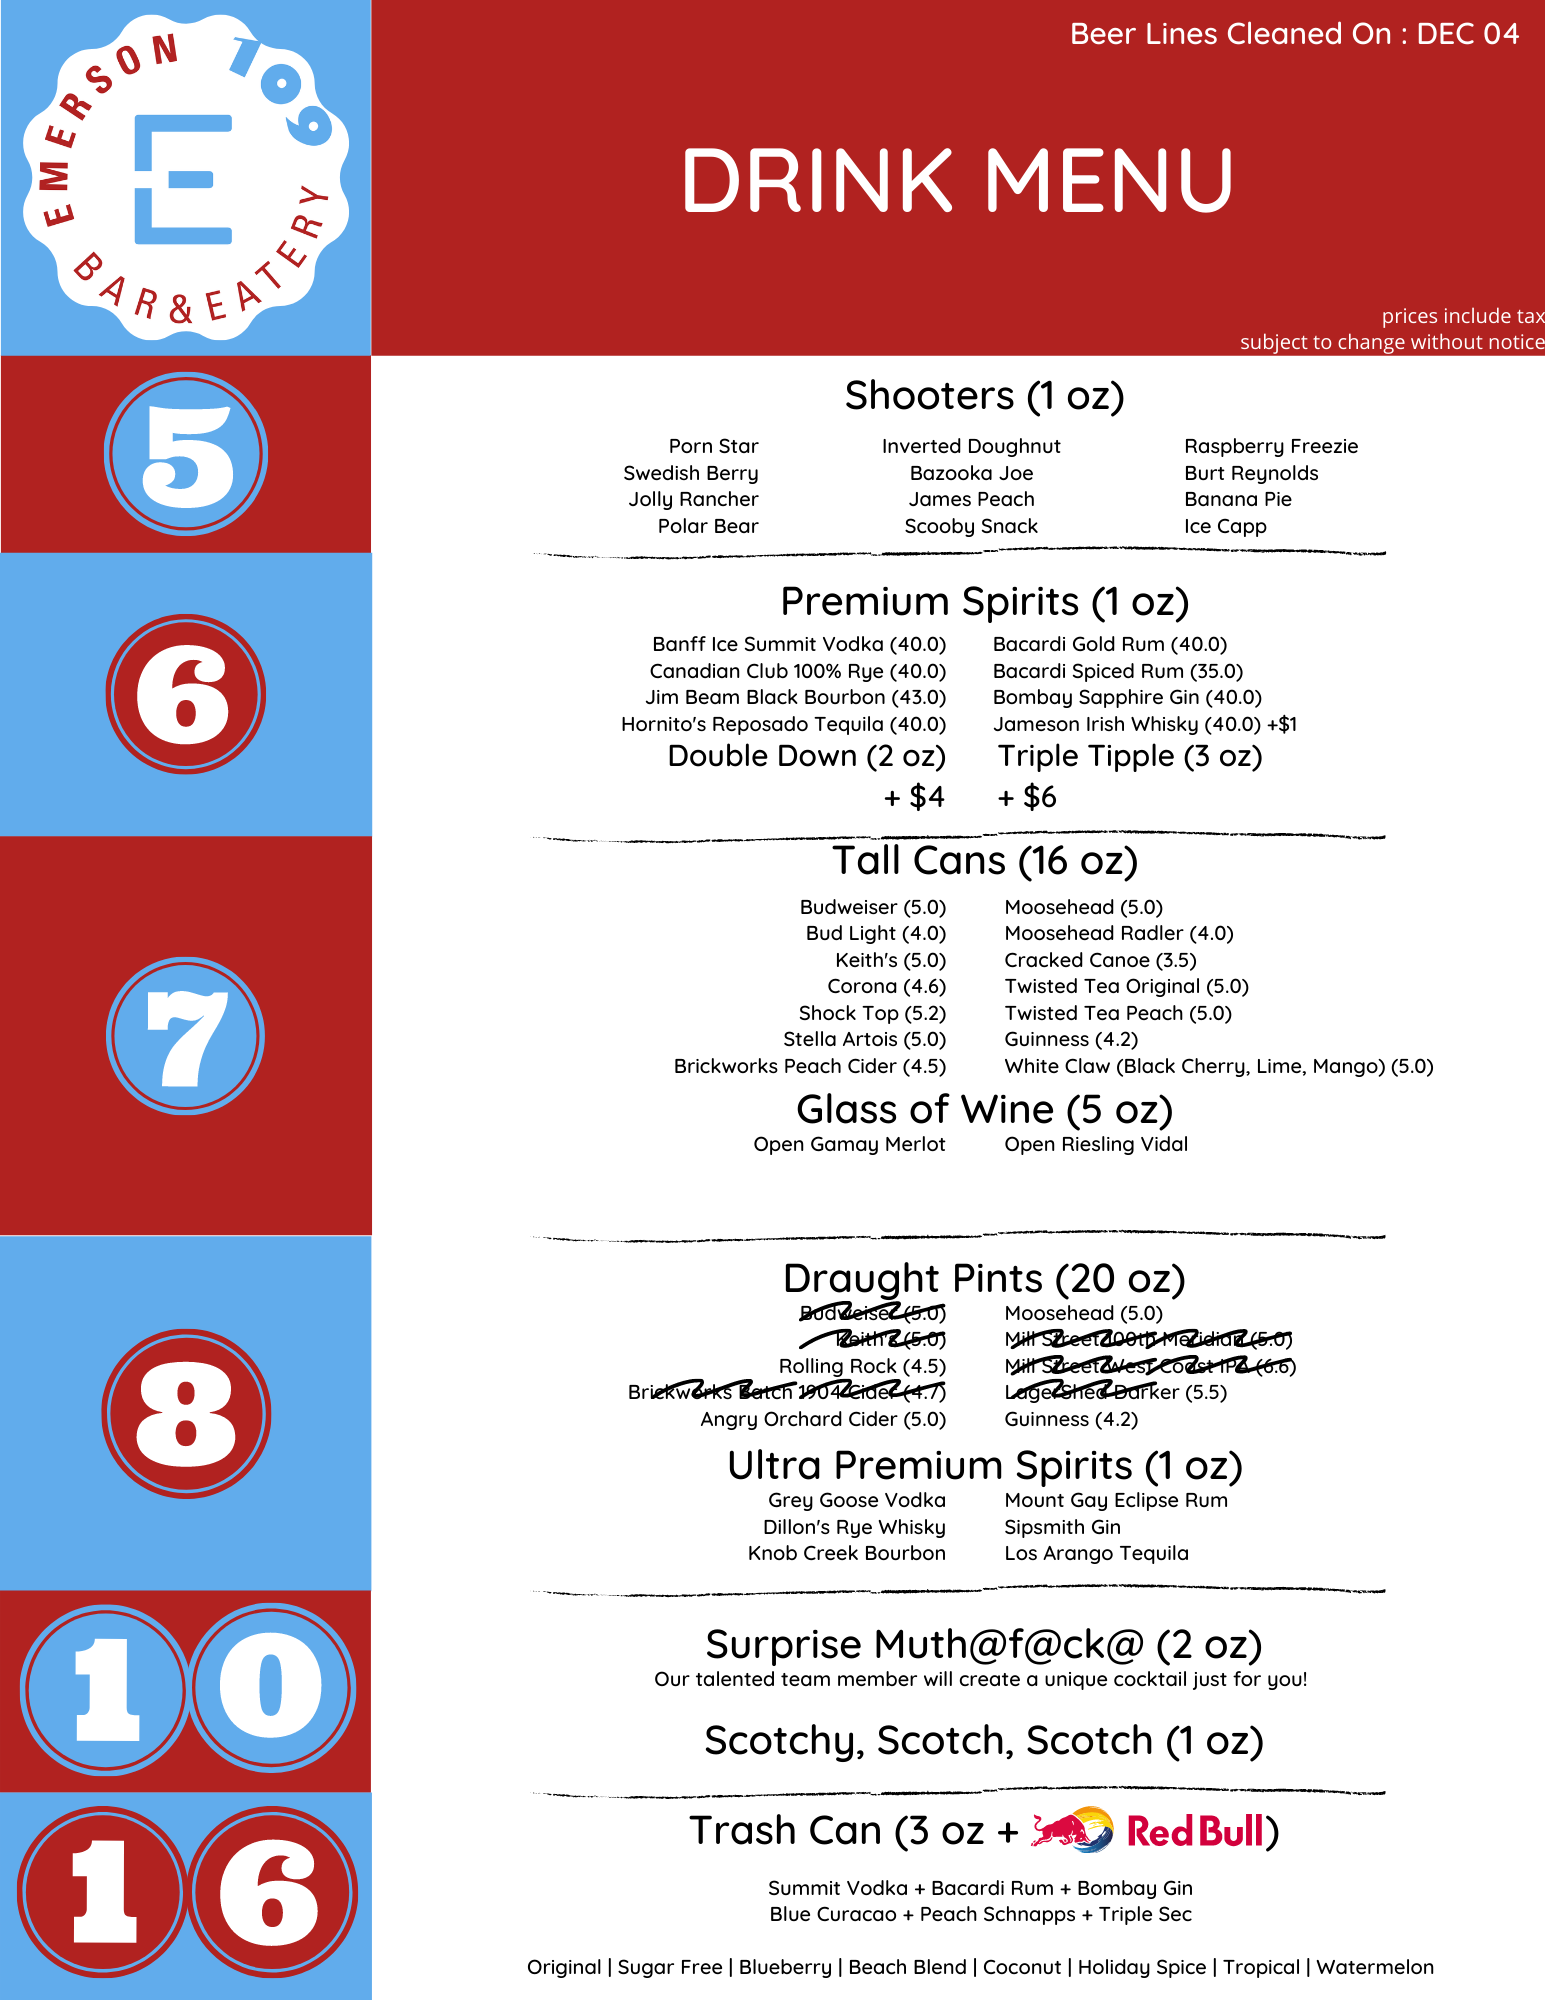 EMERSON 109
E
BAR & EATERY
Beer Lines Cleaned On : DEC 04
DRINK MENU
prices include tax
subject to change without notice
5
Shooters (1 oz)
Porn Star
Swedish Berry
Jolly Rancher
Polar Bear
Inverted Doughnut
Bazooka Joe
James Peach
Scooby Snack
Raspberry Freezie
Burt Reynolds
Banana Pie
Ice Capp
6
Premium Spirits (1 oz)
Banff Ice Summit Vodka (40.0)
Canadian Club 100% Rye (40.0)
Jim Beam Black Bourbon (43.0)
Hornito's Reposado Tequila (40.0)
Bacardi Gold Rum (40.0)
Bacardi Spiced Rum (35.0)
Bombay Sapphire Gin (40.0)
Jameson Irish Whisky (40.0) +$1
Double Down (2 oz)
+ $4
Triple Tipple (3 oz)
+ $6
7
Tall Cans (16 oz)
Budweiser (5.0)
Bud Light (4.0)
Keith's (5.0)
Corona (4.6)
Shock Top (5.2)
Stella Artois (5.0)
Brickworks Peach Cider (4.5)
Moosehead (5.0)
Moosehead Radler (4.0)
Cracked Canoe (3.5)
Twisted Tea Original (5.0)
Twisted Tea Peach (5.0)
Guinness (4.2)
White Claw (Black Cherry, Lime, Mango) (5.0)
Glass of Wine (5 oz)
Open Gamay Merlot
Open Riesling Vidal
8
Draught Pints (20 oz)
Budweiser (5.0)
Keith's (5.0)
Rolling Rock (4.5)
Brickworks Batch 1904 Cider (4.7)
Angry Orchard Cider (5.0)
Moosehead (5.0)
Mill Street 100th Meridian (5.0)
Mill Street West Coast IPA (6.6)
LagerShed Darker (5.5)
Guinness (4.2)
Ultra Premium Spirits (1 oz)
Grey Goose Vodka
Dillon's Rye Whisky
Knob Creek Bourbon
Mount Gay Eclipse Rum
Sipsmith Gin
Los Arango Tequila
10
Surprise Muth@f@ck@ (2 oz)
Our talented team member will create a unique cocktail just for you!
Scotchy, Scotch, Scotch (1 oz)
16
Trash Can (3 oz + Red Bull)
Summit Vodka + Bacardi Rum + Bombay Gin
Blue Curacao + Peach Schnapps + Triple Sec
Original | Sugar Free | Blueberry | Beach Blend | Coconut | Holiday Spice | Tropical | Watermelon